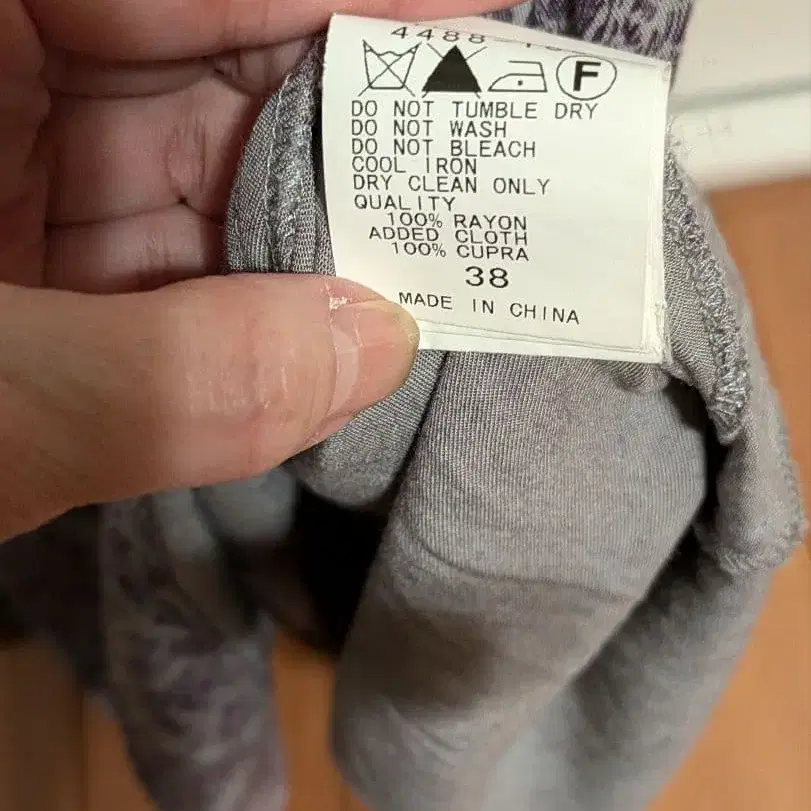 4488
F
DO NOT TUMBLE DRY
DO NOT WASH
DO NOT BLEACH
COOL IRON
DRY CLEAN ONLY
QUALITY
100% RAYON
ADDED CLOTH
100% CUPRA
38
MADE IN CHINA